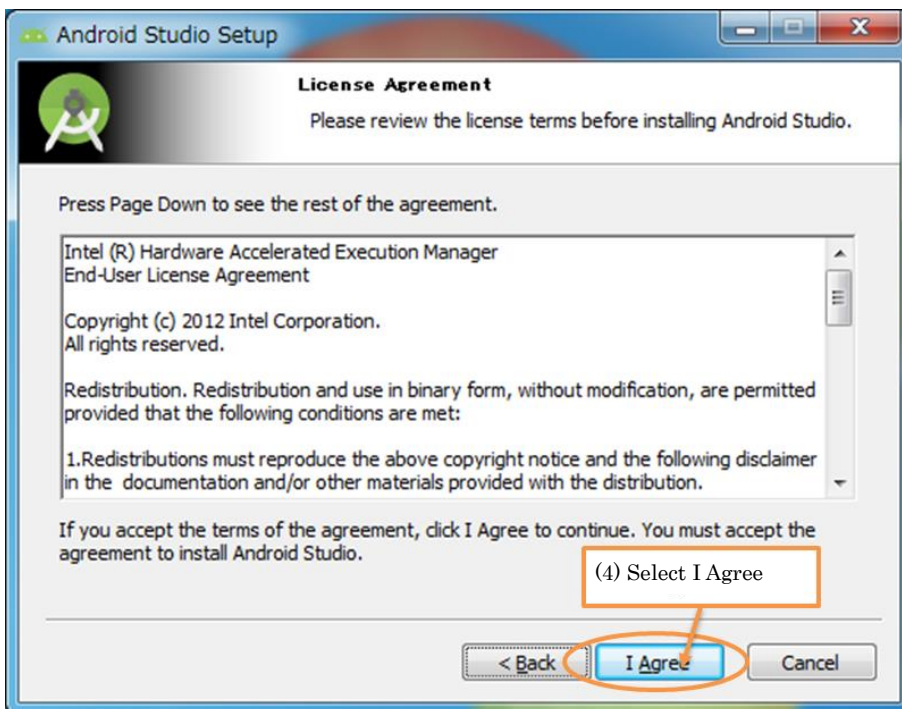 Android Studio Setup
License Agreement
Please review the license terms before installing Android Studio.
Press Page Down to see the rest of the agreement.
Intel (R) Hardware Accelerated Execution Manager
End-User License Agreement
Copyright (c) 2012 Intel Corporation.
All rights reserved.
Redistribution. Redistribution and use in binary form, without modification, are permitted
provided that the following conditions are met:
1.Redistributions must reproduce the above copyright notice and the following disclaimer
in the documentation and/or other materials provided with the distribution.
If you accept the terms of the agreement, click I Agree to continue. You must accept the
agreement to install Android Studio.
(4) Select I Agree
< Back
I Agree
Cancel